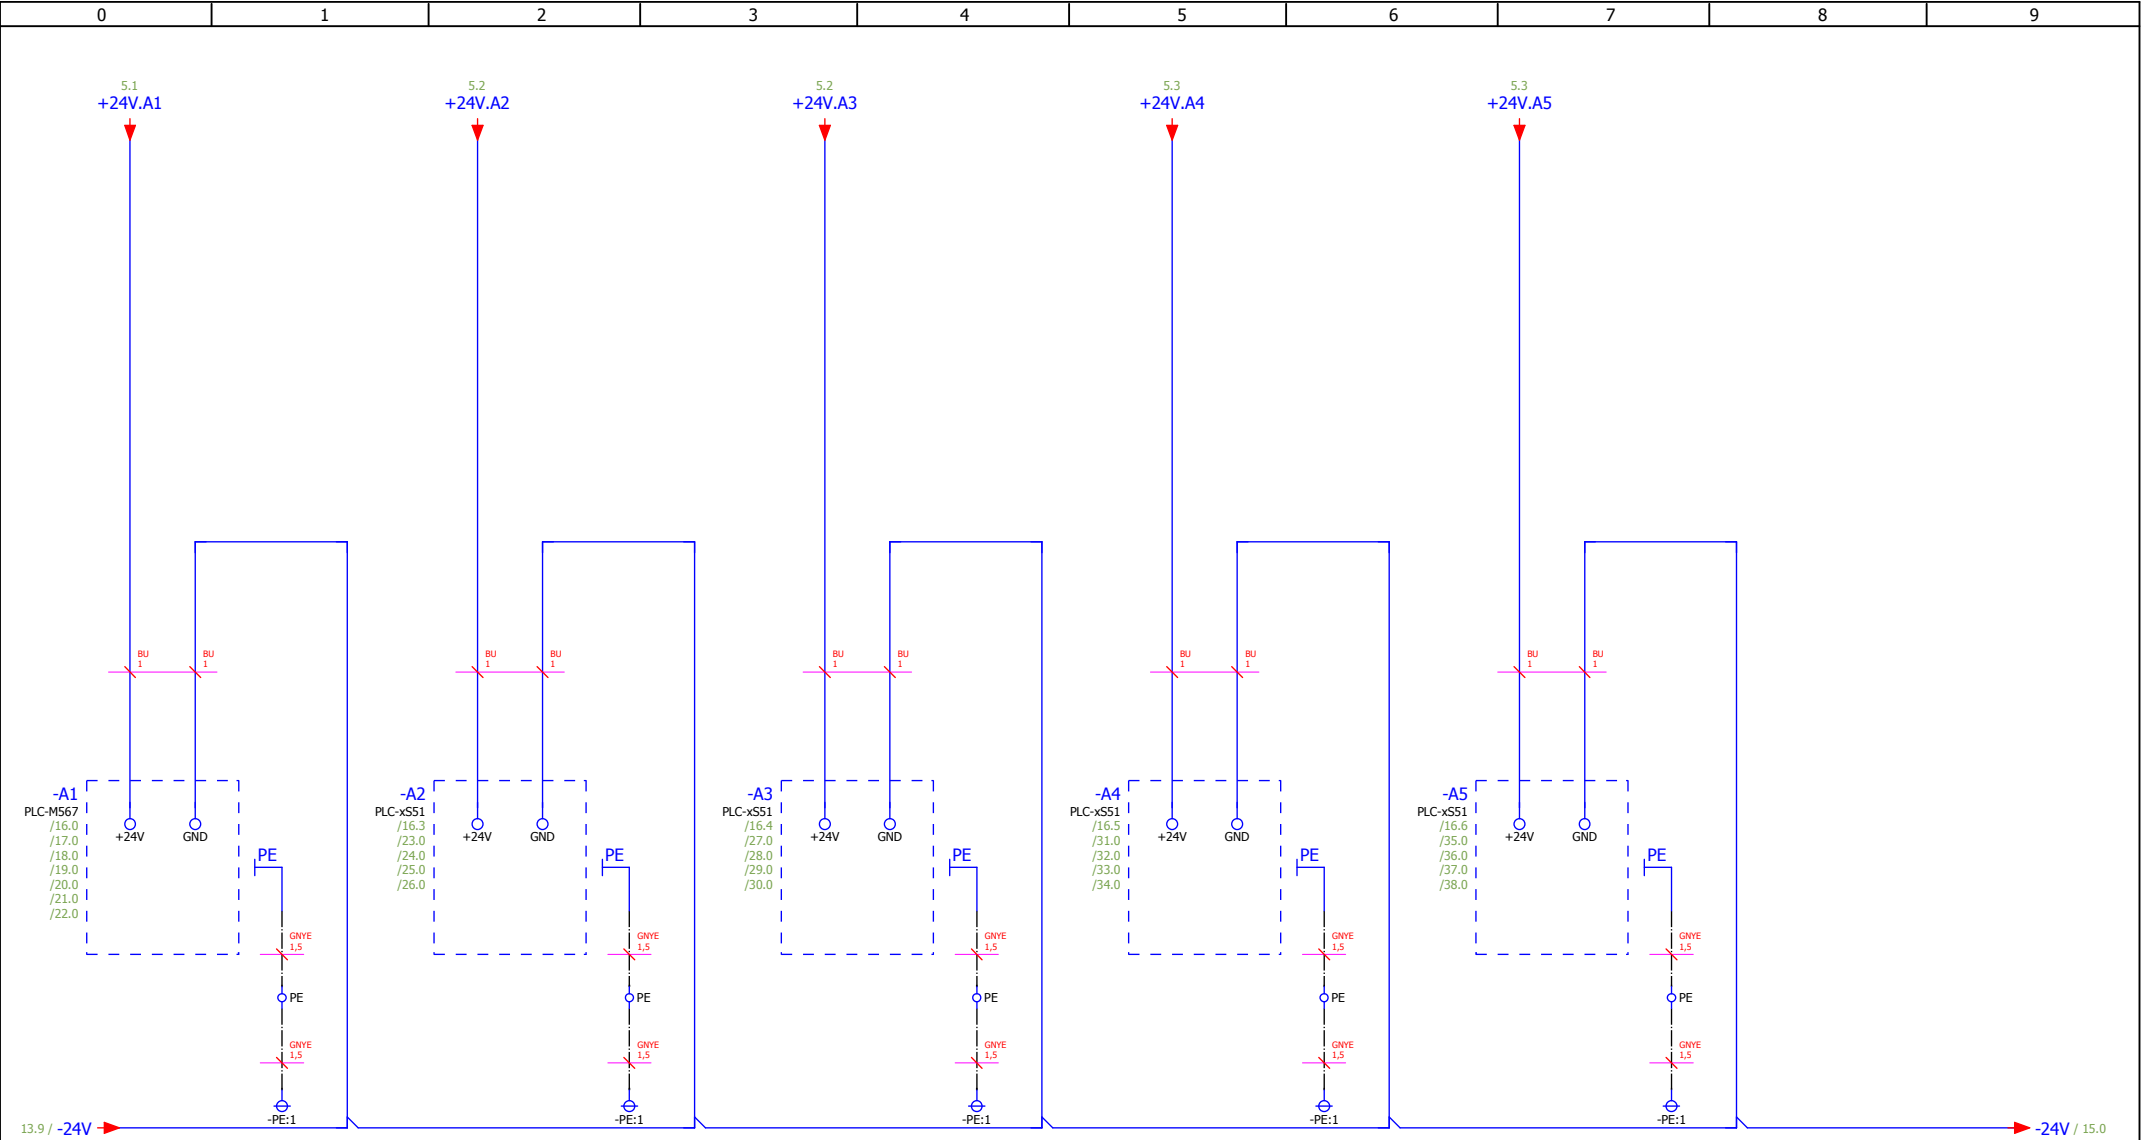 0 1 2 3 4 5 6 7 8 9
5.1 5.2 5.2 5.3 5.3
+24V.A1 +24V.A2 +24V.A3 +24V.A4 +24V.A5
BU BU BU BU BU BU BU BU BU BU
1 1 1 1 1 1 1 1 1 1
-A1 -A2 -A3 -A4 -A5
PLC-M567 PLC-xS51 PLC-xS51 PLC-xS51 PLC-xS51
/16.0 /16.3 /16.4 /16.5 /16.6
+24V GND +24V GND +24V GND +24V GND +24V GND
/17.0 /23.0 /27.0 /31.0 /35.0
/18.0 PE /24.0 PE /28.0 PE /32.0 PE /36.0 PE
/19.0 /25.0 /29.0 /33.0 /37.0
/20.0 /26.0 /30.0 /34.0 /38.0
/21.0
/22.0
GNYE GNYE GNYE GNYE GNYE
1,5 1,5 1,5 1,5 1,5
PE PE PE PE PE
GNYE GNYE GNYE GNYE GNYE
1,5 1,5 1,5 1,5 1,5
-PE:1 -PE:1 -PE:1 -PE:1 -PE:1
13.9 / -24V -24V / 15.0